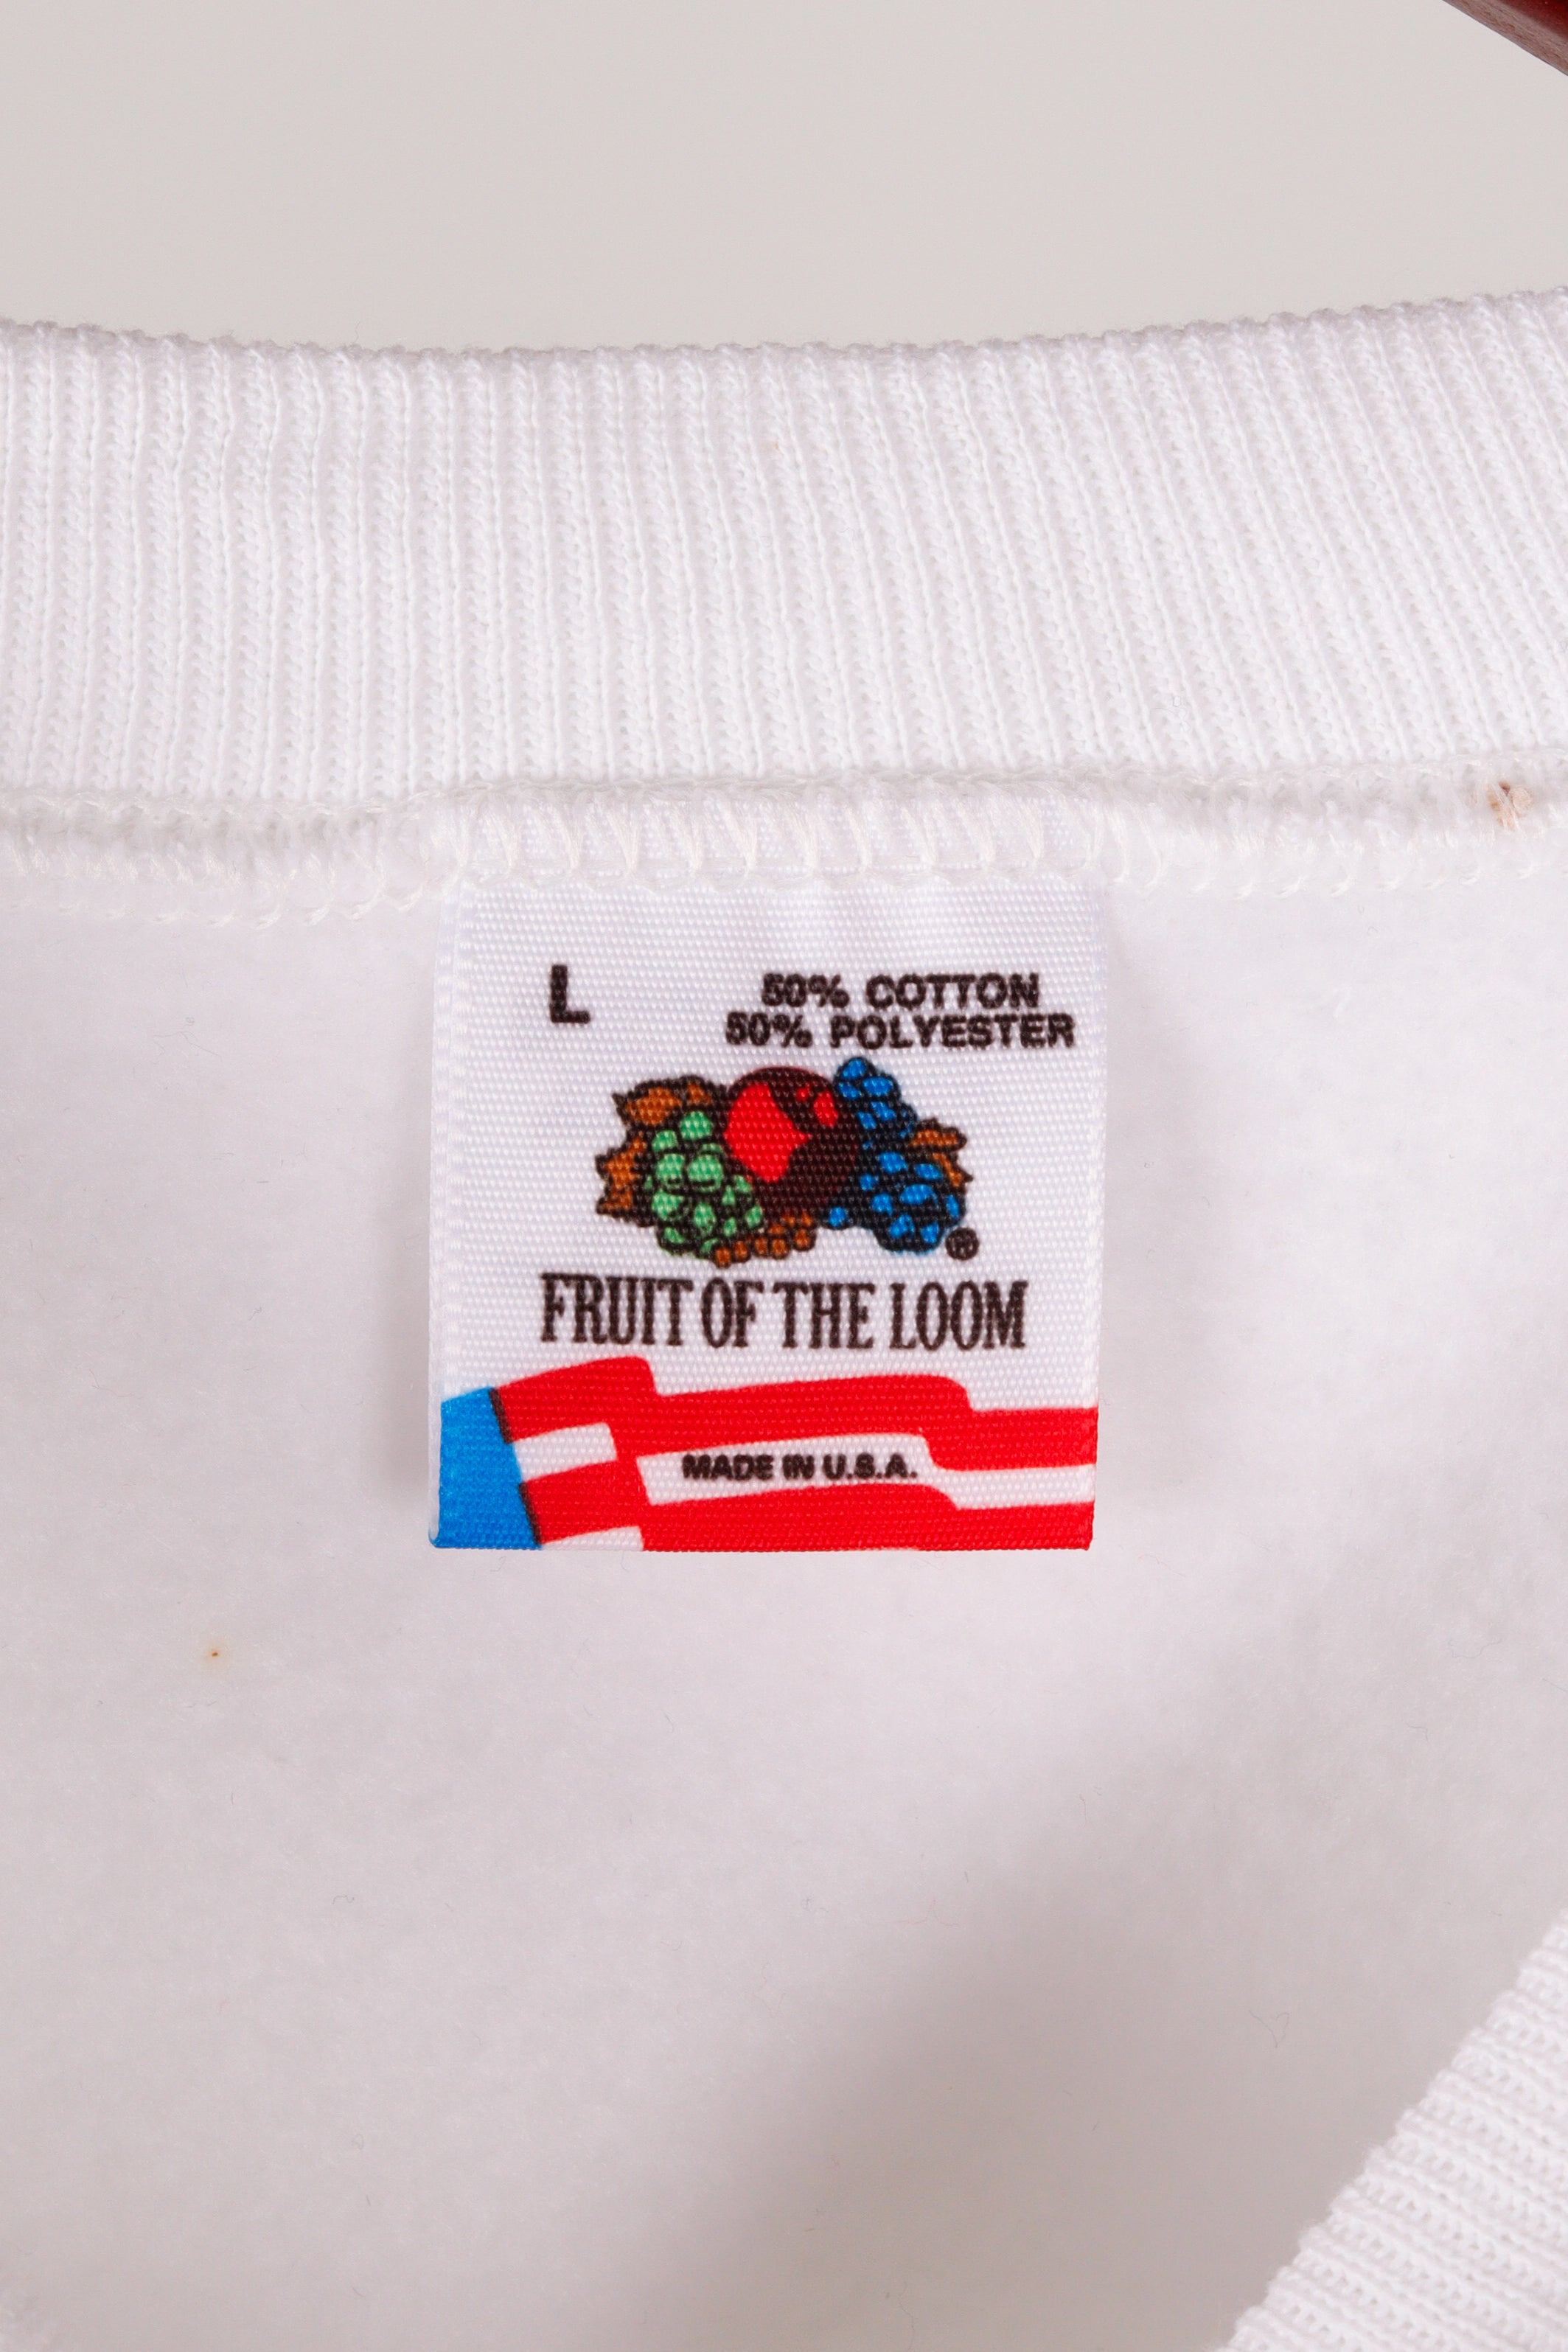 L
50% COTTON
50% POLYESTER
®
FRUIT OF THE LOOM
MADE IN U.S.A.